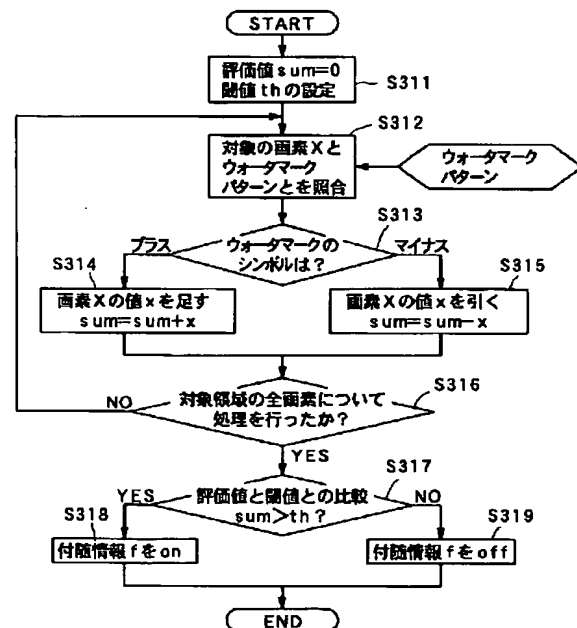 START
評価値sum=0
閾値thの設定
S311
S312
対象の画素Xと
ウォータマーク
パターンとを照合
ウォータマーク
パターン
S313
プラス
ウォータマークの
シンボルは?
マイナス
S314
画素Xの値xを足す
sum=sum+x
S315
画素Xの値xを引く
sum=sum−x
S316
対象領域の全画素について
処理を行ったか?
NO
YES
S317
評価値と閾値との比較
sum>th?
YES
NO
S318
付随情報fをon
S319
付随情報fをoff
END